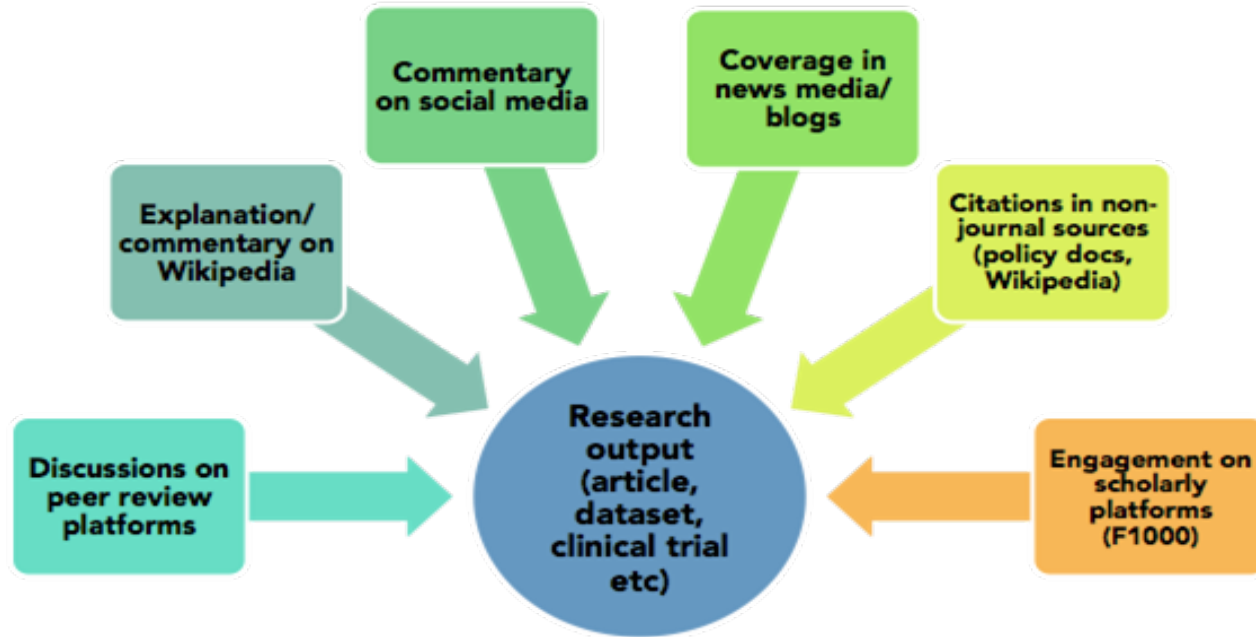 Commentary
on social media
Coverage in
news media/
blogs
Explanation/
commentary on
Wikipedia
Citations in non-
journal sources
(policy docs,
Wikipedia)
Discussions on
peer review
platforms
Research
output
(article,
dataset,
clinical trial
etc)
Engagement on
scholarly
platforms
(F1000)